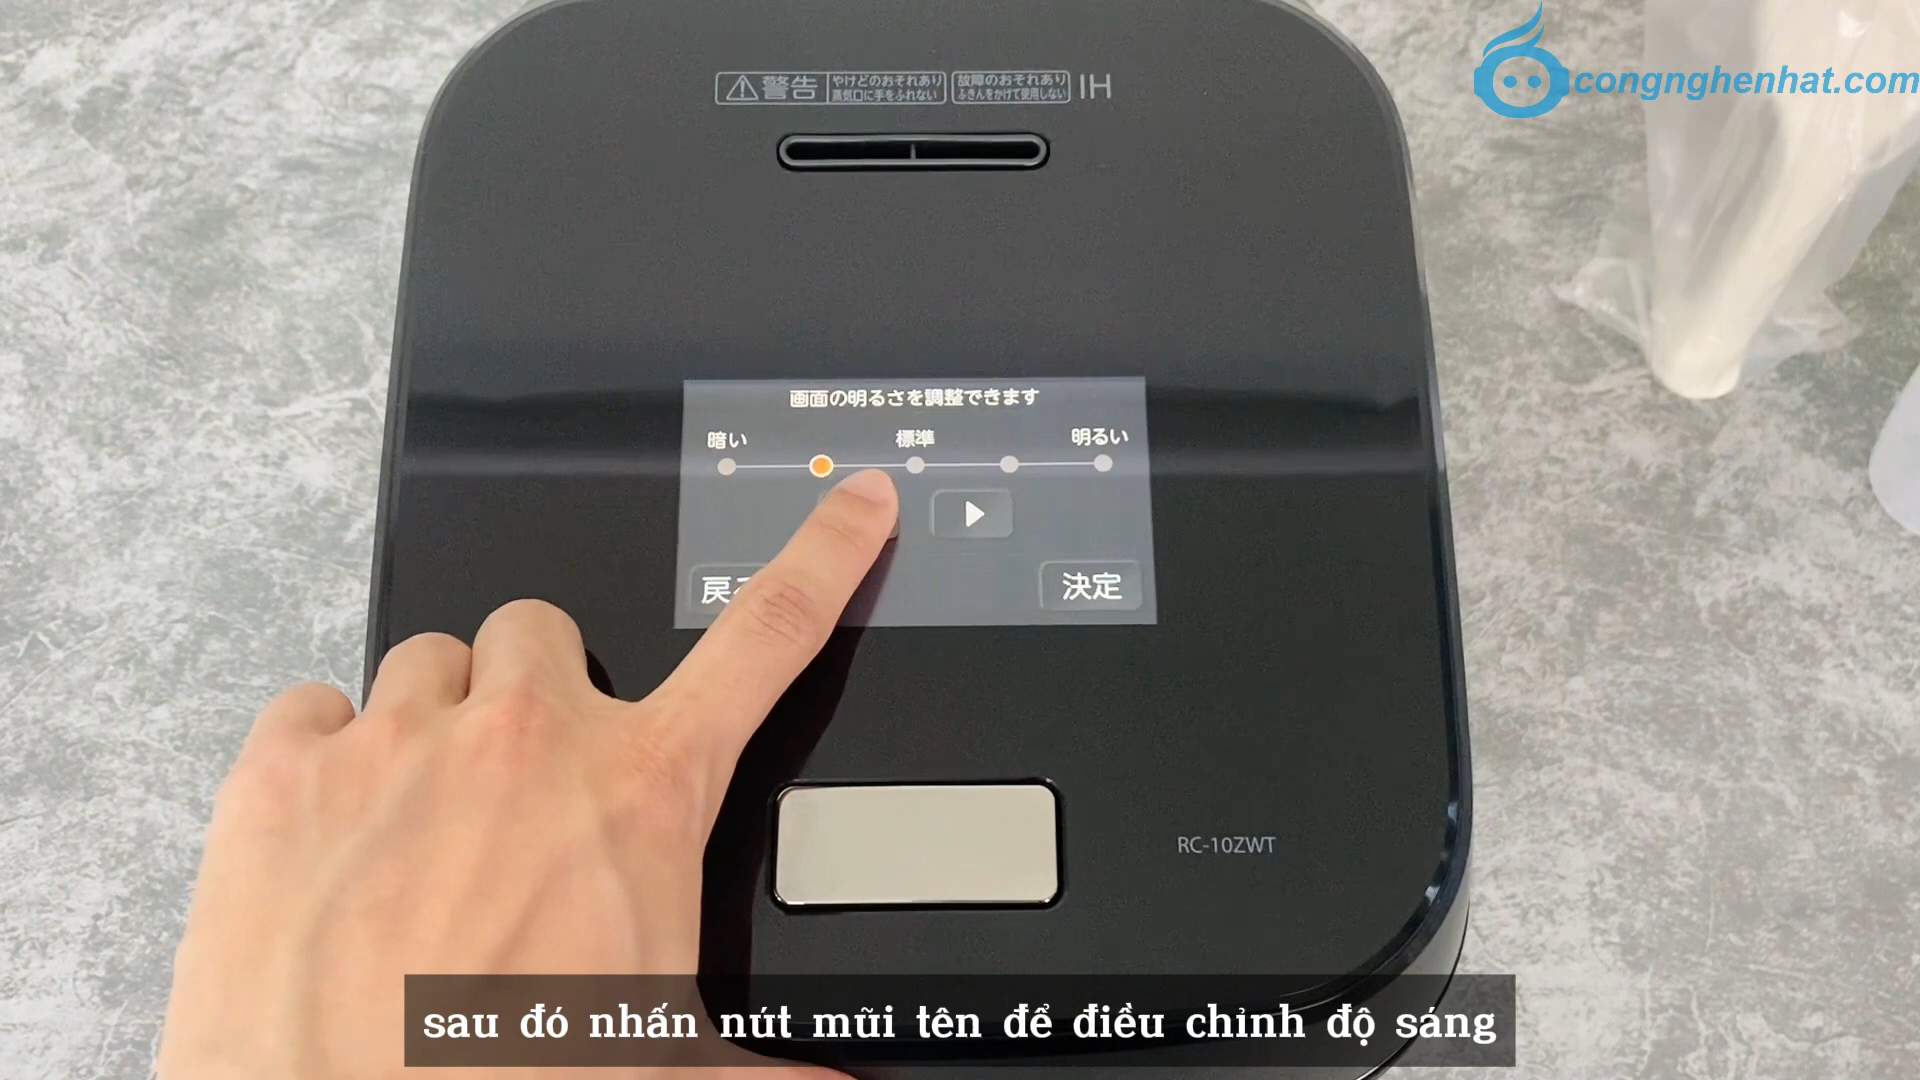 congnghenhat.com
警告 やけどのおそれあり 故障のおそれあり IH
蒸気口に手をふれない ふきんをかけて使用しない
画面の明るさを調整できます
暗い 標準 明るい
決定
RC-10ZWT
sau đó nhấn nút mũi tên để điều chỉnh độ sáng